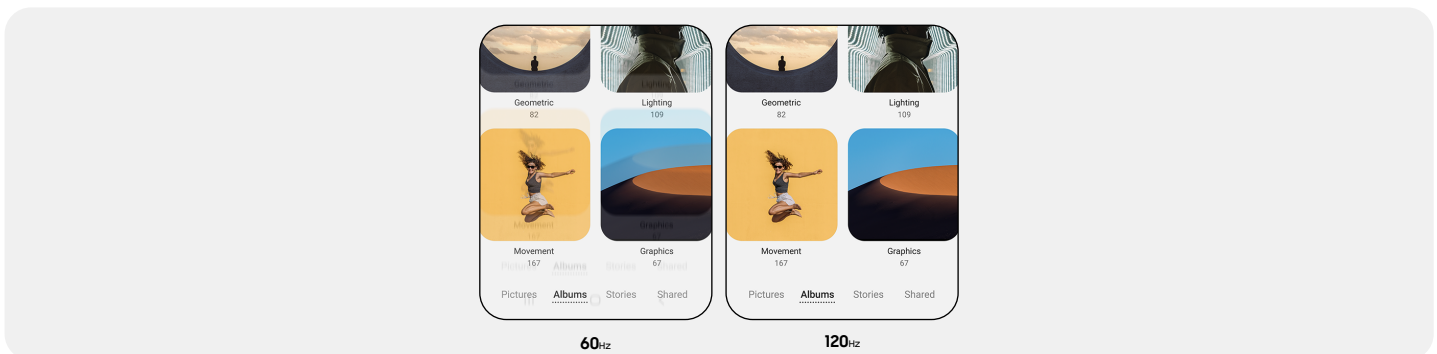 Geometric
82
Lighting
109
Movement
167
Graphics
67
Pictures Albums Stories Shared
60Hz
Geometric
82
Lighting
109
Movement
167
Graphics
67
Pictures Albums Stories Shared
120Hz